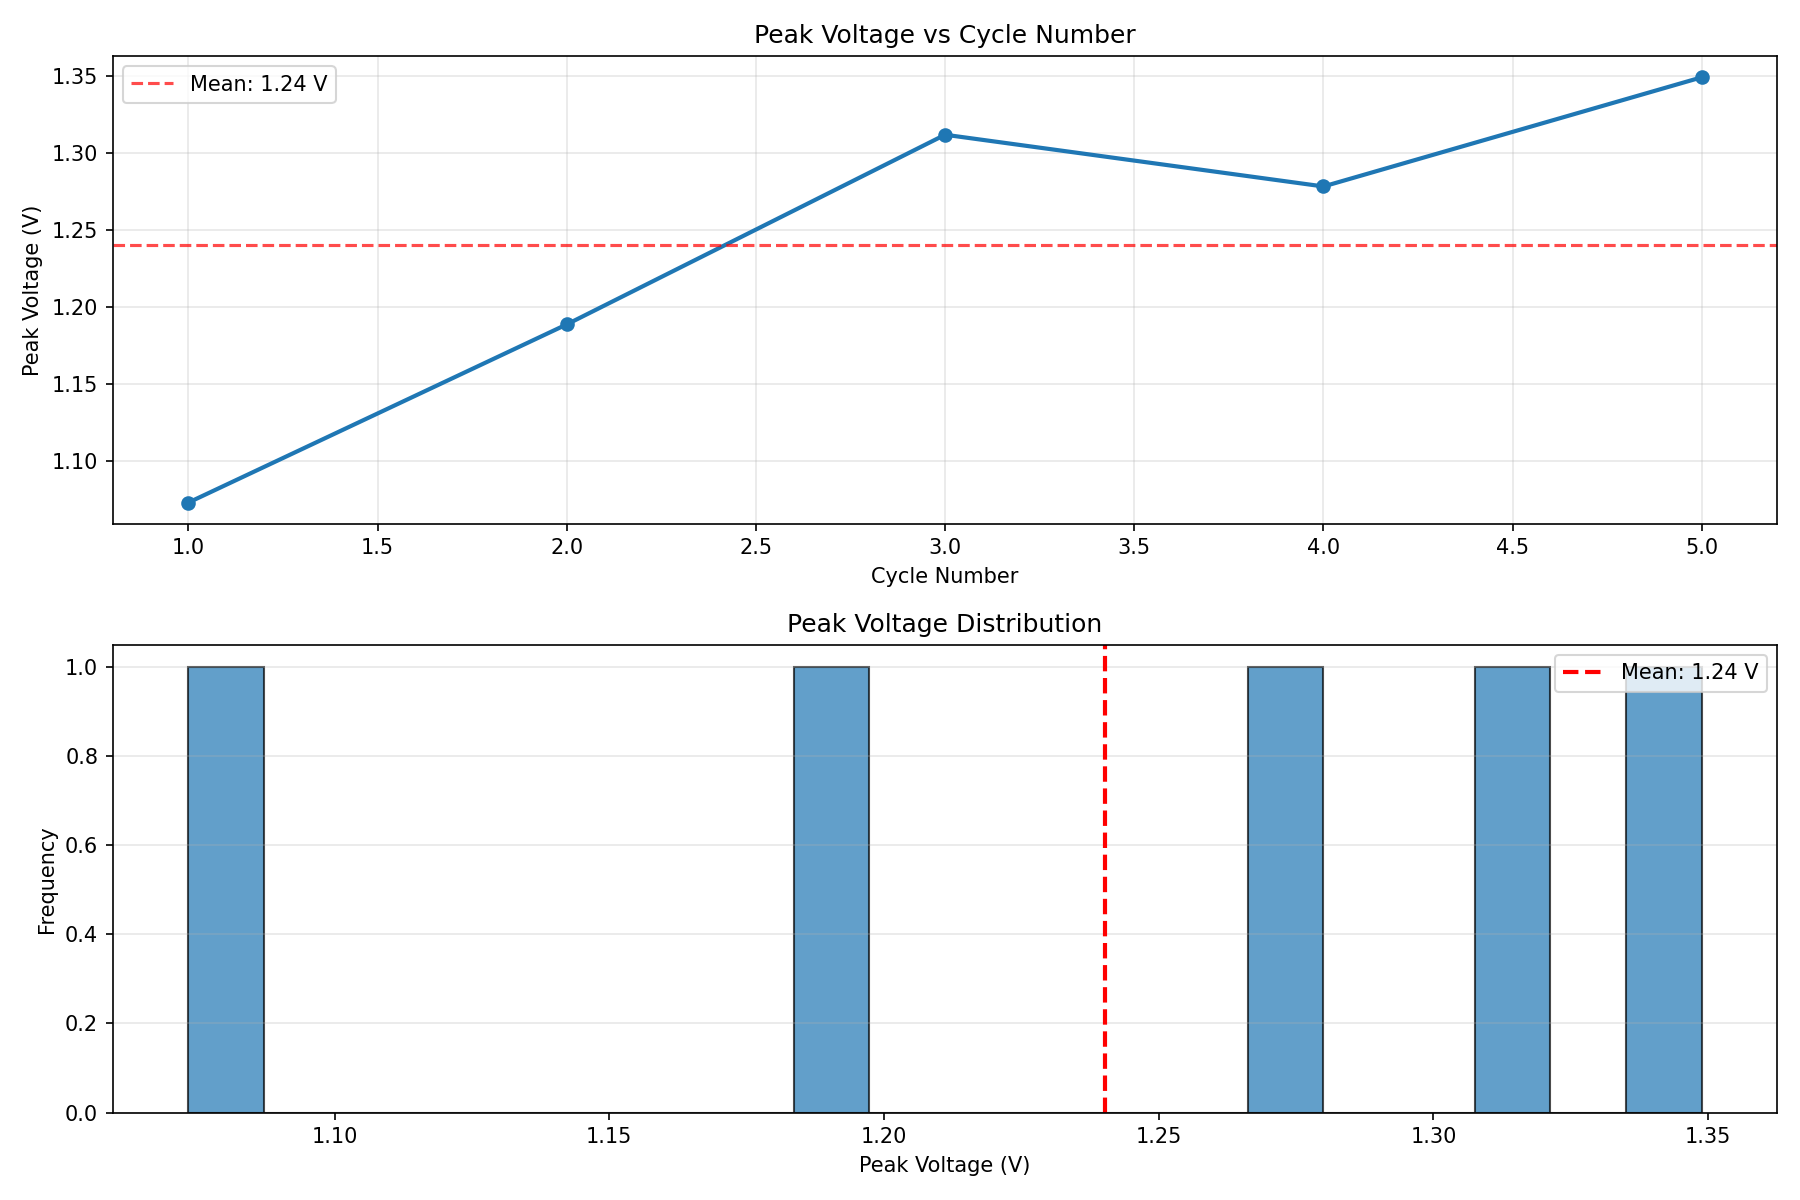 Peak Voltage vs Cycle Number
Mean: 1.24 V
Peak Voltage (V)
1.35
1.30
1.25
1.20
1.15
1.10
1.0 1.5 2.0 2.5 3.0 3.5 4.0 4.5 5.0
Cycle Number
Peak Voltage Distribution
Mean: 1.24 V
Frequency
1.0
0.8
0.6
0.4
0.2
0.0
1.10 1.15 1.20 1.25 1.30 1.35
Peak Voltage (V)